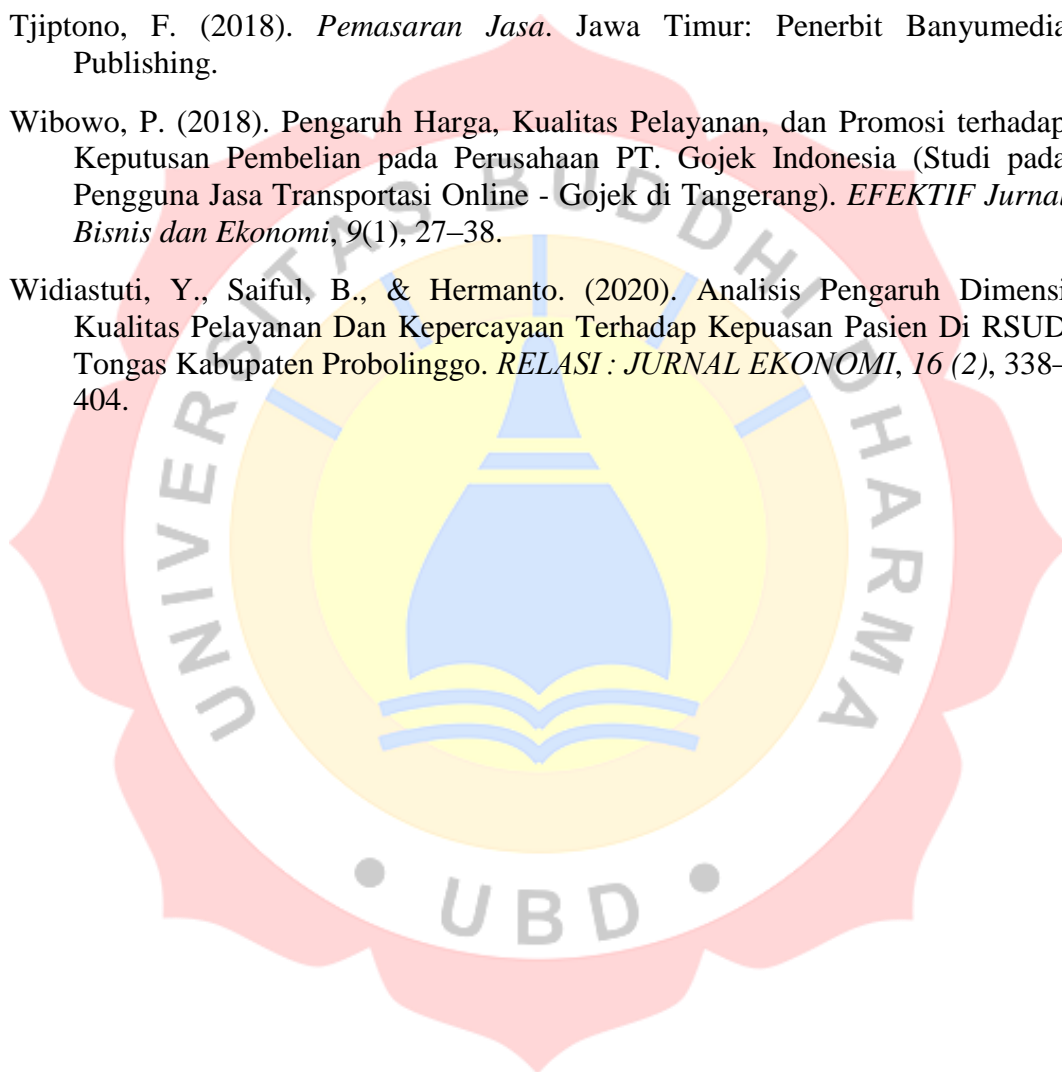 Tjiptono, F. (2018). Pemasaran Jasa. Jawa Timur: Penerbit Banyumedia
Publishing.
Wibowo, P. (2018). Pengaruh Harga, Kualitas Pelayanan, dan Promosi terhadap
Keputusan Pembelian pada Perusahaan PT. Gojek Indonesia (Studi pada
Pengguna Jasa Transportasi Online - Gojek di Tangerang). EFEKTIF Jurnal
Bisnis dan Ekonomi, 9(1), 27–38.
Widiastuti, Y., Saiful, B., & Hermanto. (2020). Analisis Pengaruh Dimensi
Kualitas Pelayanan Dan Kepercayaan Terhadap Kepuasan Pasien Di RSUD
Tongas Kabupaten Probolinggo. RELASI : JURNAL EKONOMI, 16 (2), 338–
404.
UNIVERSITAS BUDDHI DHARMA
• UBD •